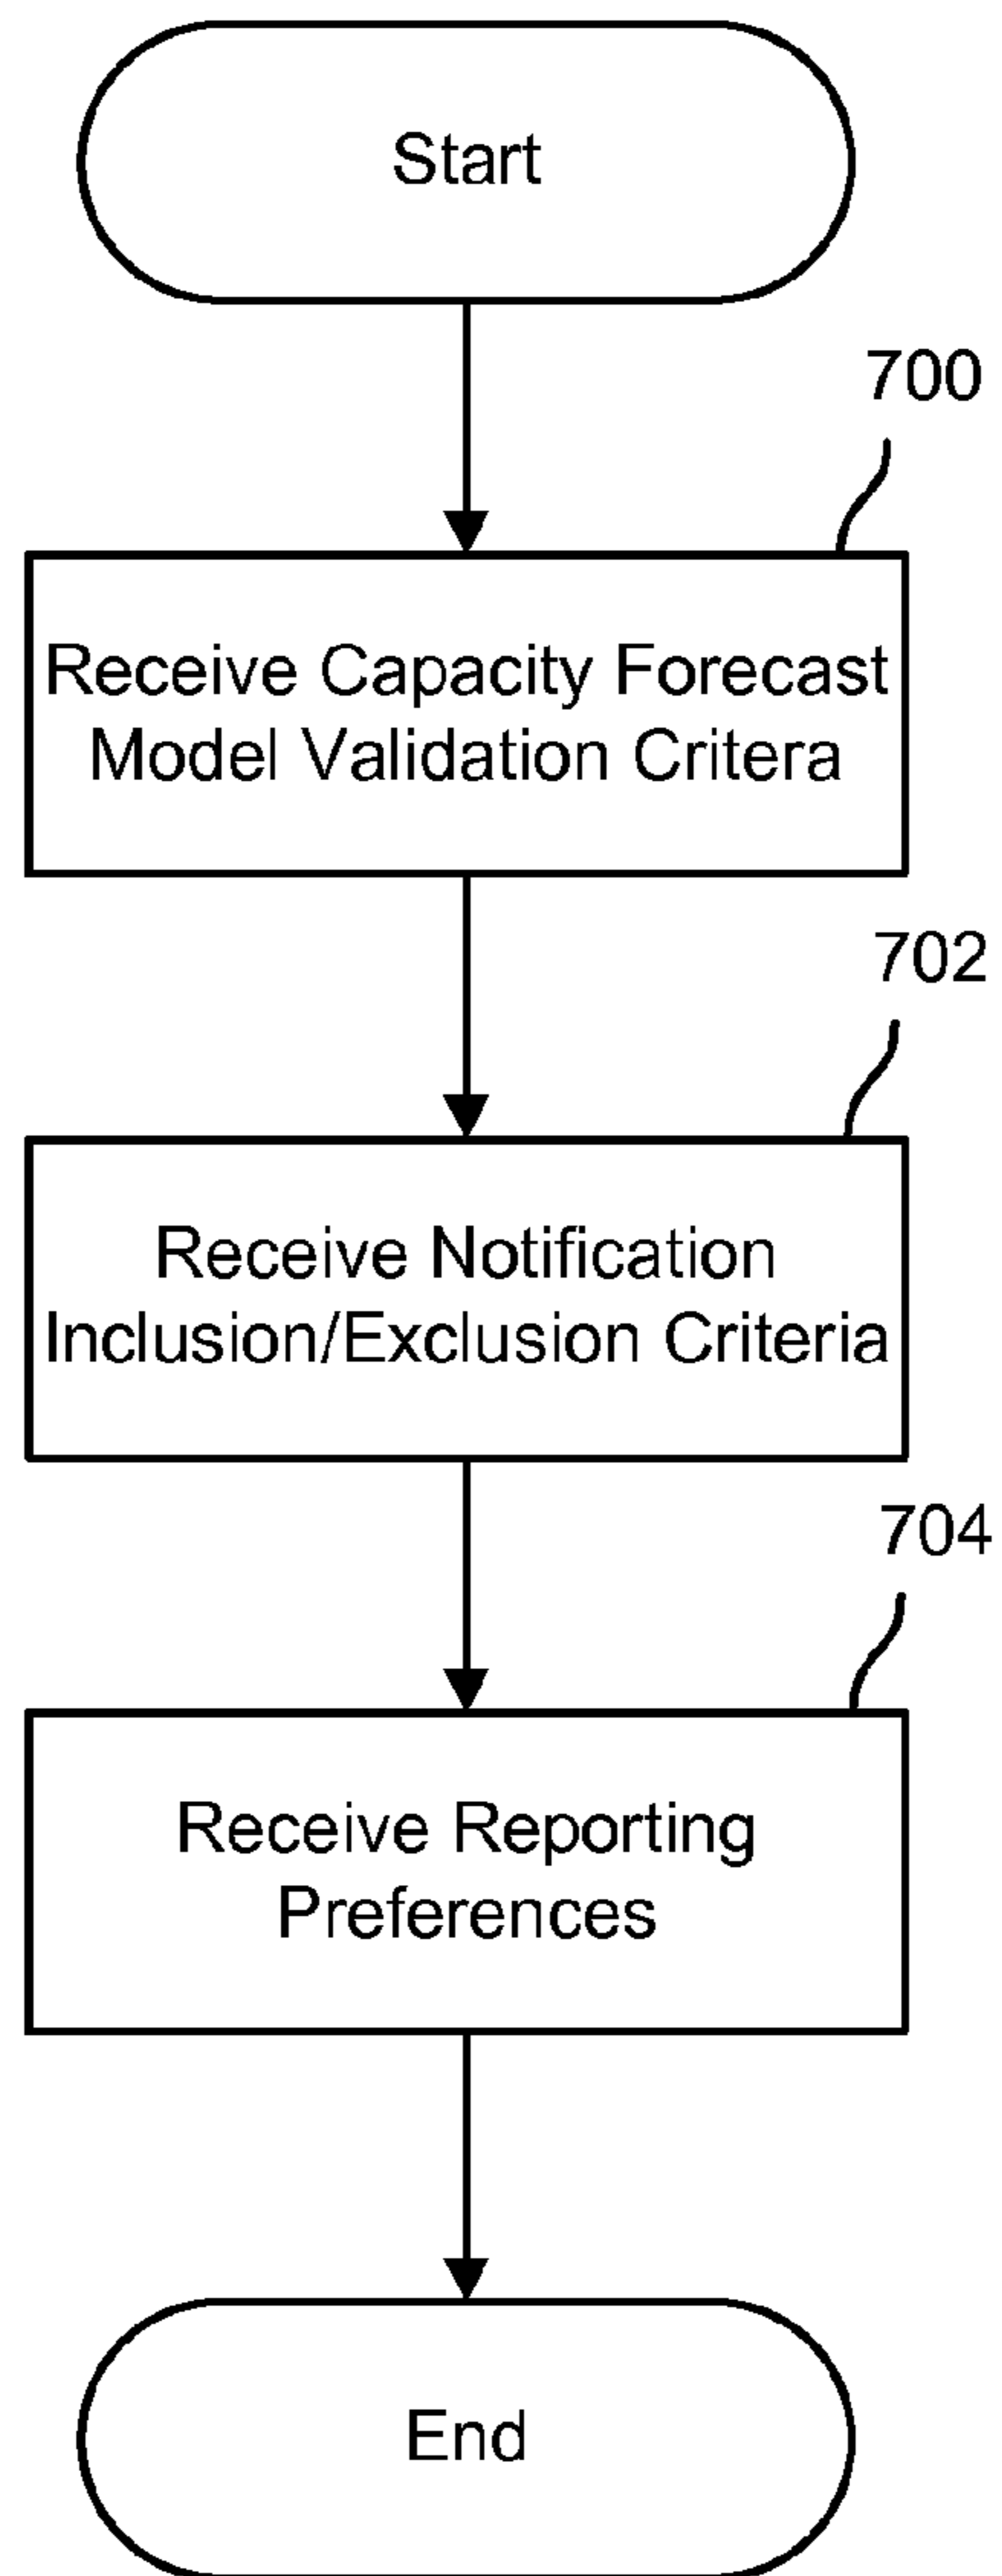 Start
700
Receive Capacity Forecast
Model Validation Critera
702
Receive Notification
Inclusion/Exclusion Criteria
704
Receive Reporting
Preferences
End